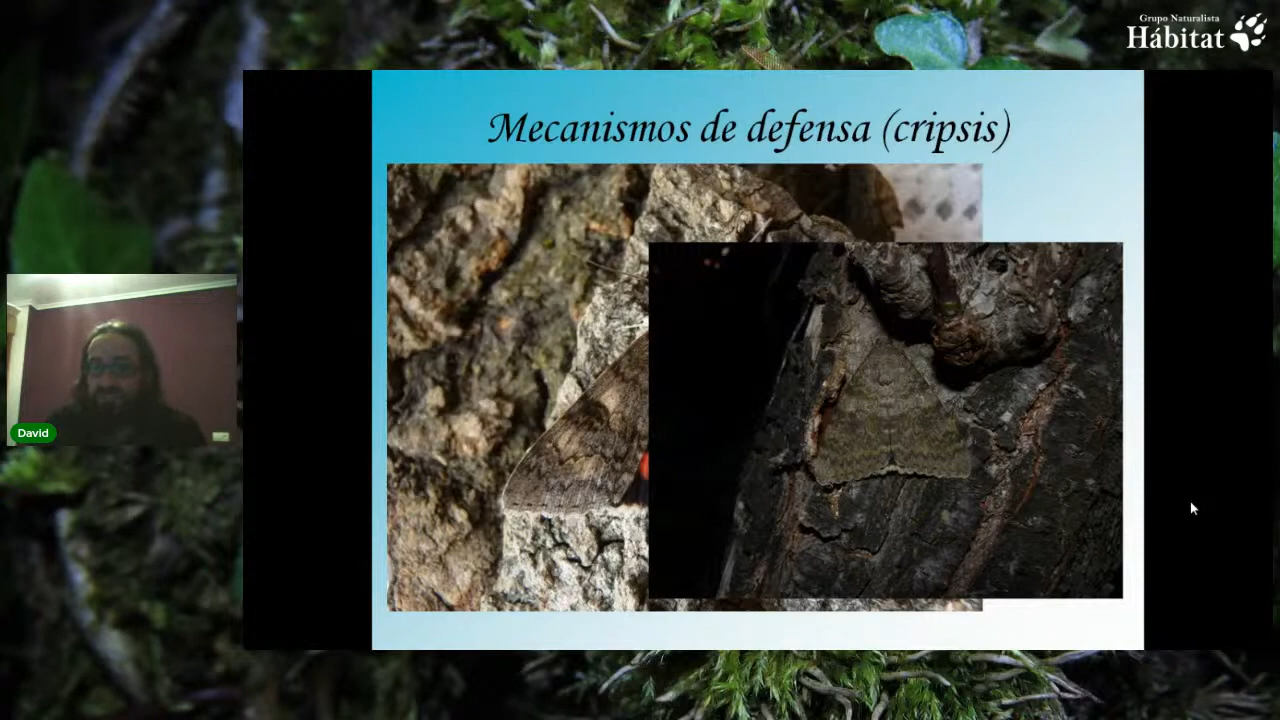 Grupo Naturalista
Hábitat
Mecanismos de defensa (cripsis)
David